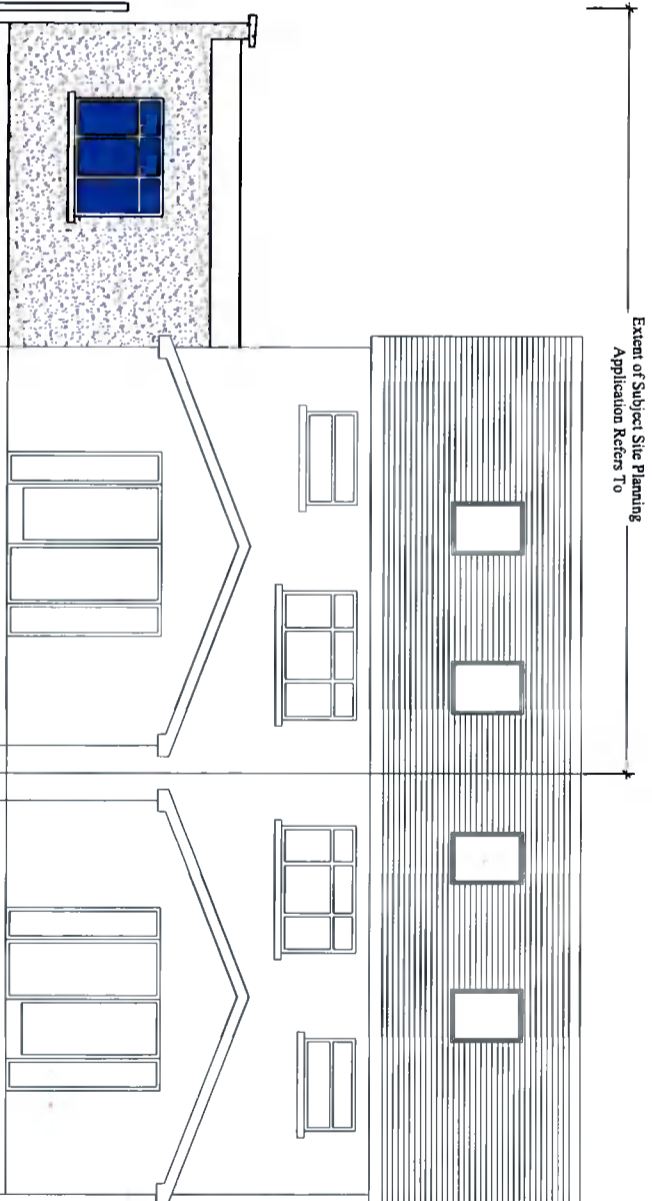 Extent of Subject Site Planning
Application Refers To